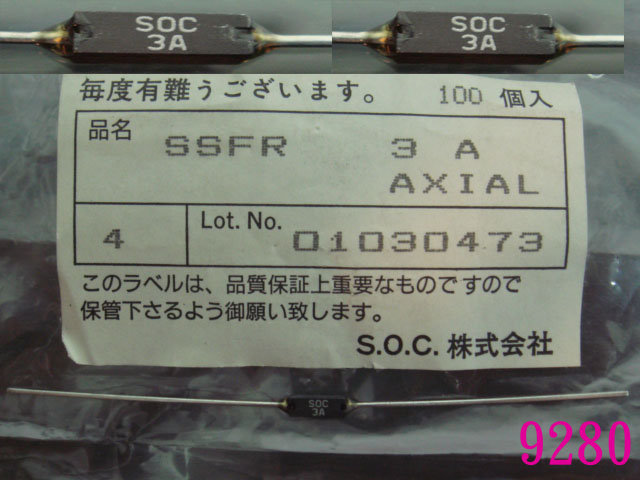 SOC
3A
SOC
3A
毎度有難うございます。 100 個入
品名 SSFR 3 A
AXIAL
4 Lot. No. 01030473
このラベルは、品質保証上重要なものですので
保管下さるよう御願い致します。
S.O.C. 株式会社
SOC
3A
9280